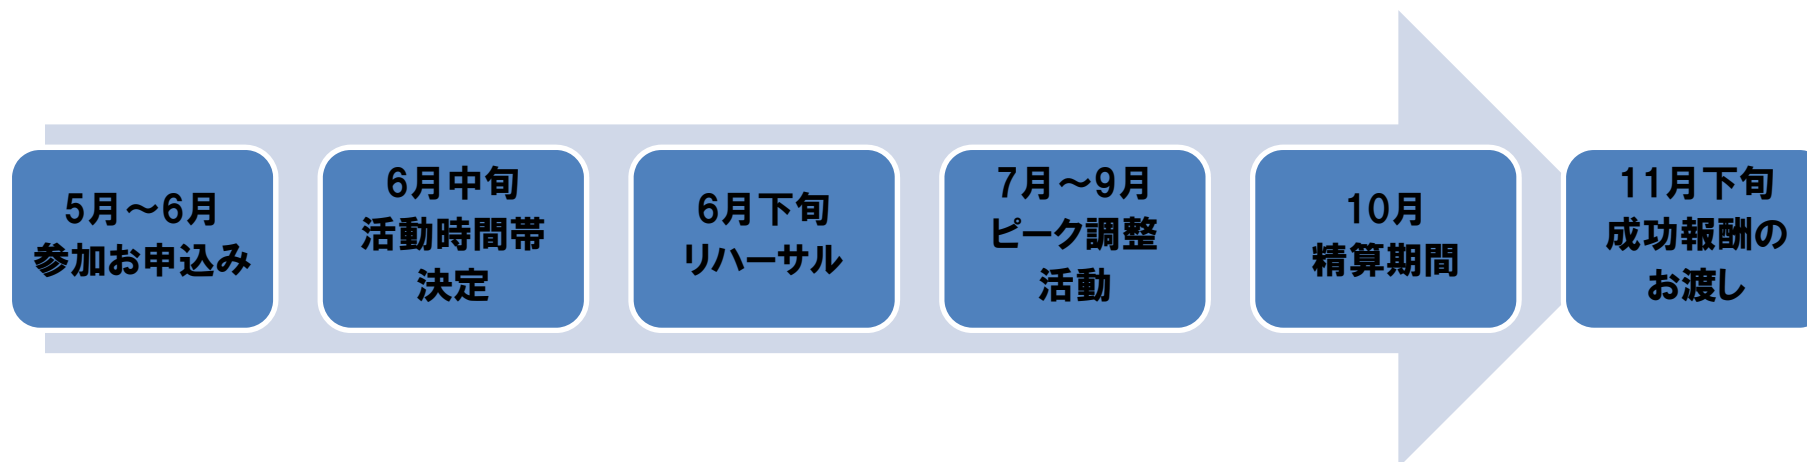 5月～6月
参加お申込み
6月中旬
活動時間帯
決定
6月下旬
リハーサル
7月～9月
ピーク調整
活動
10月
精算期間
11月下旬
成功報酬の
お渡し